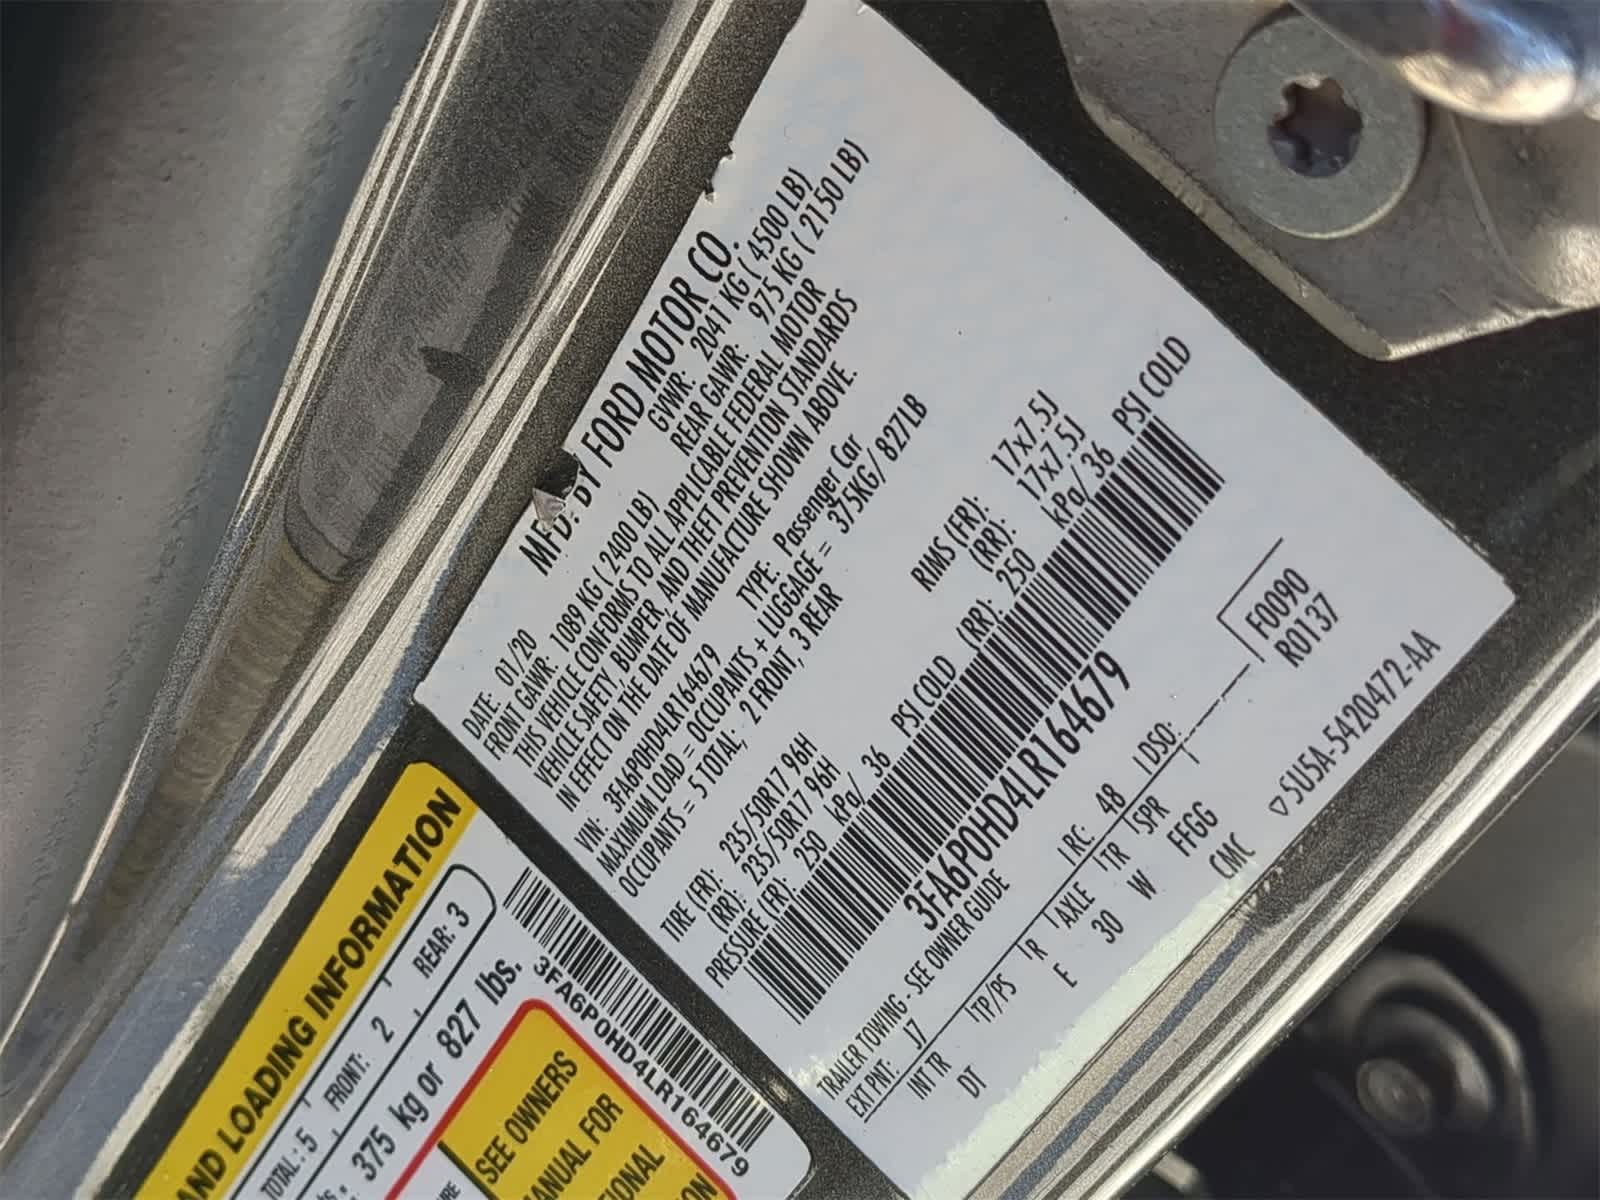 MFD. BY FORD MOTOR CO.
DATE: 01/20 GVWR: 2041 KG ( 4500 LB)
FRONT GAWR: 1089 KG ( 2400 LB) REAR GAWR: 975 KG ( 2150 LB)
THIS VEHICLE CONFORMS TO ALL APPLICABLE FEDERAL MOTOR
VEHICLE SAFETY, BUMPER, AND THEFT PREVENTION STANDARDS
IN EFFECT ON THE DATE OF MANUFACTURE SHOWN ABOVE.
VIN: 3FA6P0HD4LR164679 TYPE: Passenger Car
MAXIMUM LOAD = OCCUPANTS + LUGGAGE = 375KG/ 827LB
OCCUPANTS = 5 TOTAL, 2 FRONT, 3 REAR
TIRE (FR): 235/50R17 96H RIMS (FR): 17x7.5J
(RR): 235/50R17 96H (RR): 17x7.5J
PRESSURE (FR): 250 kPa/ 36 PSI COLD (RR): 250 kPa/ 36 PSI COLD
3FA6P0HD4LR164679
TRAILER TOWING - SEE OWNER GUIDE
F0090
R0137
EXT PNT: J7 RC: 48 DSO:
INT TR TP/PS R AXLE TR SPR
DT E 30 W FFGG
CMC
▽5U5A-5420472-AA
AND LOADING INFORMATION
TOTAL: 5 FRONT: 2 REAR: 3
375 kg or 827 lbs.
3FA6P0HD4LR164679
SEE OWNERS
MANUAL FOR